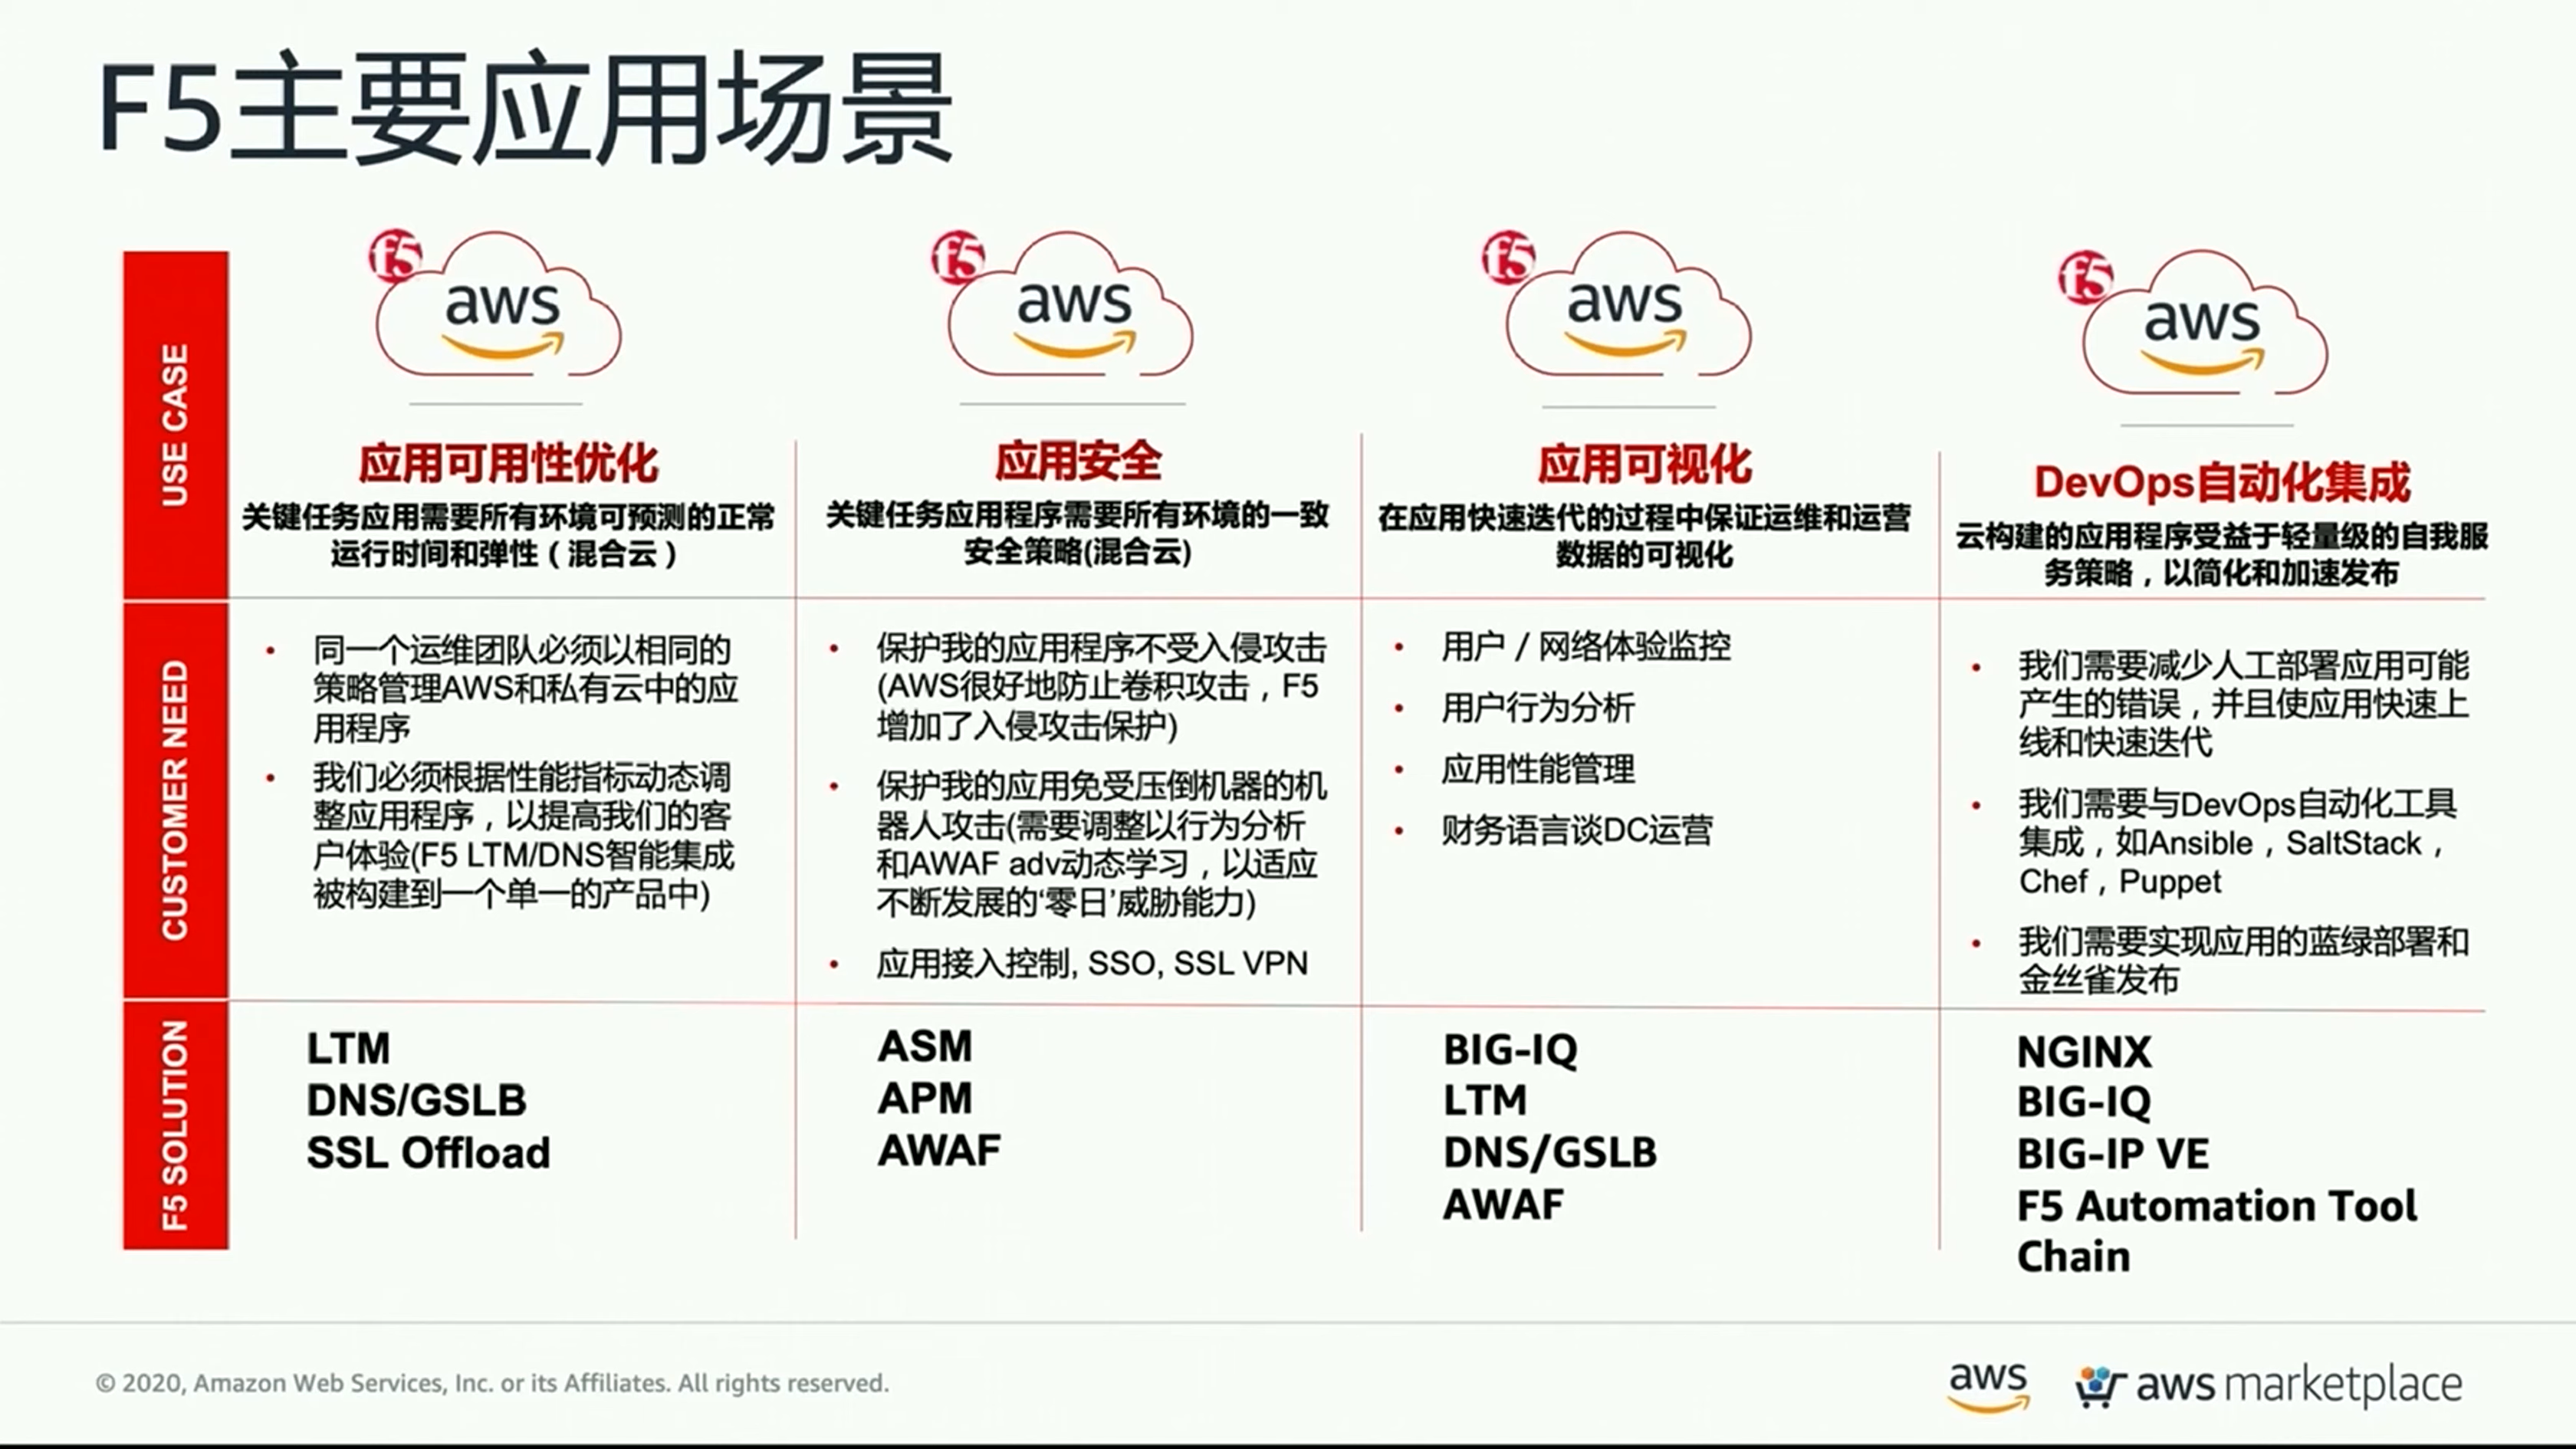 F5主要应用场景
USE CASE
f5
aws
应用可用性优化
关键任务应用需要所有环境可预测的正常
运行时间和弹性（混合云）
f5
aws
应用安全
关键任务应用程序需要所有环境的一致
安全策略(混合云)
f5
aws
应用可视化
在应用快速迭代的过程中保证运维和运营
数据的可视化
f5
aws
DevOps自动化集成
云构建的应用程序受益于轻量级的自我服
务策略，以简化和加速发布
CUSTOMER NEED
• 同一个运维团队必须以相同的
策略管理AWS和私有云中的应
用程序
• 我们必须根据性能指标动态调
整应用程序，以提高我们的客
户体验(F5 LTM/DNS智能集成
被构建到一个单一的产品中)
• 保护我的应用程序不受入侵攻击
(AWS很好地防止卷积攻击，F5
增加了入侵攻击保护)
• 保护我的应用免受压倒机器的机
器人攻击(需要调整以行为分析
和AWAF adv动态学习，以适应
不断发展的‘零日’威胁能力)
• 应用接入控制, SSO, SSL VPN
• 用户 / 网络体验监控
• 用户行为分析
• 应用性能管理
• 财务语言谈DC运营
• 我们需要减少人工部署应用可能
产生的错误，并且使应用快速上
线和快速迭代
• 我们需要与DevOps自动化工具
集成，如Ansible，SaltStack，
Chef，Puppet
• 我们需要实现应用的蓝绿部署和
金丝雀发布
F5 SOLUTION
LTM
DNS/GSLB
SSL Offload
ASM
APM
AWAF
BIG-IQ
LTM
DNS/GSLB
AWAF
NGINX
BIG-IQ
BIG-IP VE
F5 Automation Tool
Chain
© 2020, Amazon Web Services, Inc. or its Affiliates. All rights reserved.
aws
aws marketplace